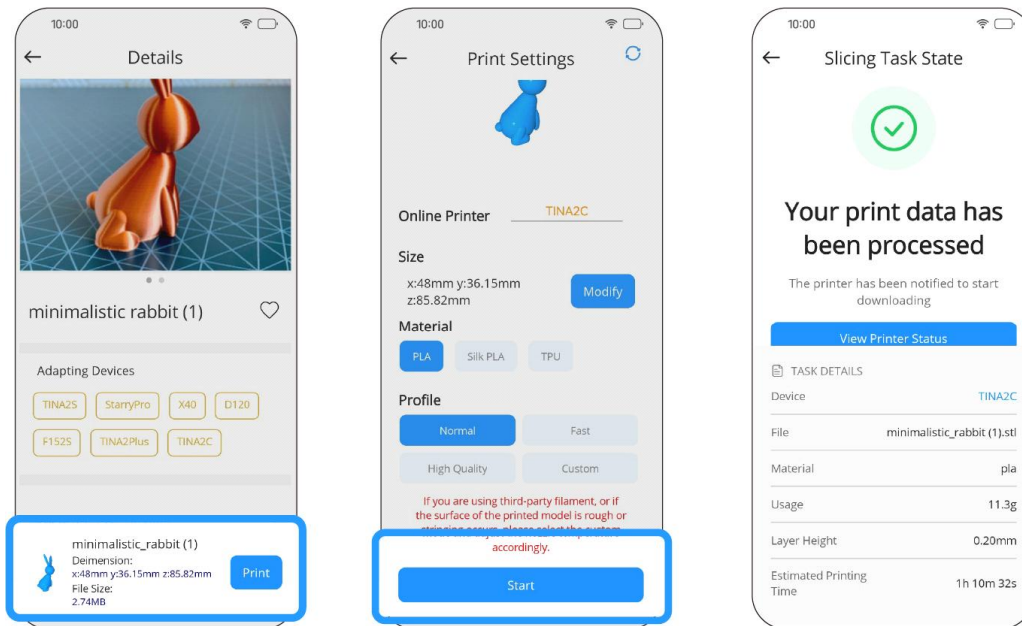 10:00
Details
minimalistic rabbit (1)
Adapting Devices
TINA2S StarryPro X40 D120
F152S TINA2Plus TINA2C
minimalistic_rabbit (1)
Deimension:
x:48mm y:36.15mm z:85.82mm
File Size:
2.74MB
Print
10:00
Print Settings
Online Printer TINA2C
Size
x:48mm y:36.15mm
z:85.82mm
Modify
Material
PLA Silk PLA TPU
Profile
Normal Fast
High Quality Custom
If you are using third-party filament, or if
the surface of the printed model is rough or
accordingly.
Start
10:00
Slicing Task State
Your print data has
been processed
The printer has been notified to start
downloading
View Printer Status
TASK DETAILS
Device TINA2C
File minimalistic_rabbit (1).stl
Material pla
Usage 11.3g
Layer Height 0.20mm
Estimated Printing
Time
1h 10m 32s